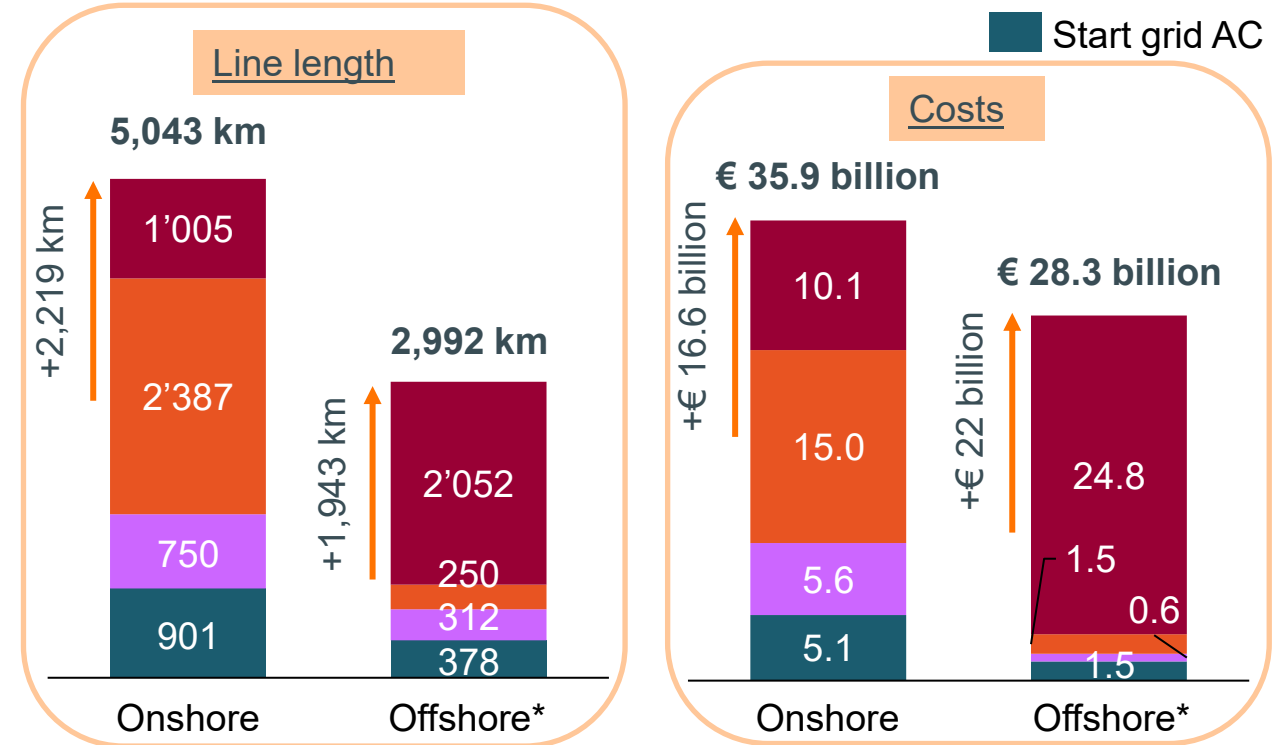 Start grid AC
Line length
5,043 km
+2,219 km
1’005
2’387
750
901
2,992 km
+1,943 km
2’052
250
312
378
Onshore
Offshore*
Costs
€ 35.9 billion
+€ 16.6 billion
10.1
15.0
5.6
5.1
€ 28.3 billion
+€ 22 billion
24.8
1.5
0.6
1.5
Onshore
Offshore*